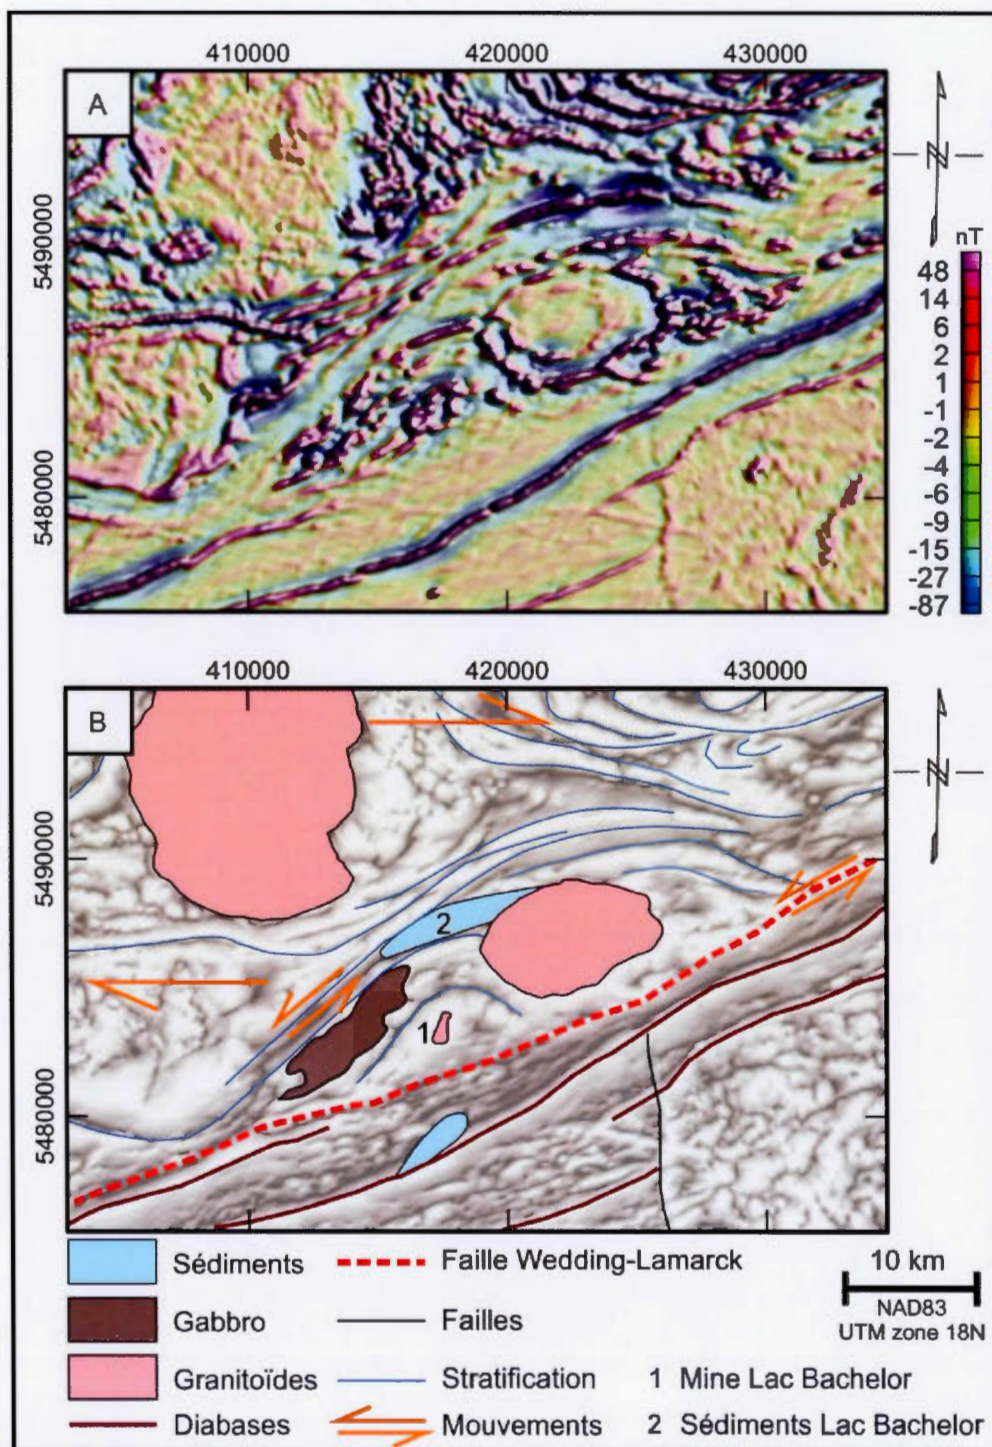 410000 420000 430000
A
N
5490000
5480000
nT
48
14
6
2
1
-1
-2
-4
-6
-9
-15
-27
-87
410000 420000 430000
B
N
5490000
5480000
2
1
Sédiments
Gabbro
Granitoïdes
Diabases
Faille Wedding-Lamarck
Failles
Stratification
Mouvements
10 km
NAD83
UTM zone 18N
1 Mine Lac Bachelor
2 Sédiments Lac Bachelor